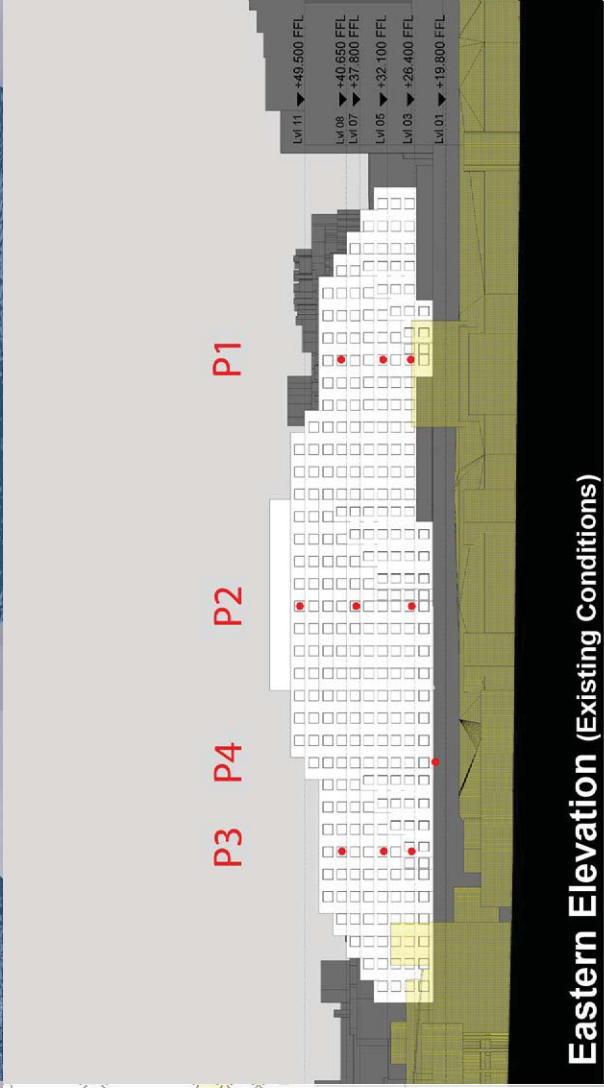 P3 P4 P2 P1
Lvl 11 +49.500 FFL
Lvl 08 +40.650 FFL
Lvl 07 +37.800 FFL
Lvl 05 +32.100 FFL
Lvl 03 +26.400 FFL
Lvl 01 +19.800 FFL
Eastern Elevation (Existing Conditions)